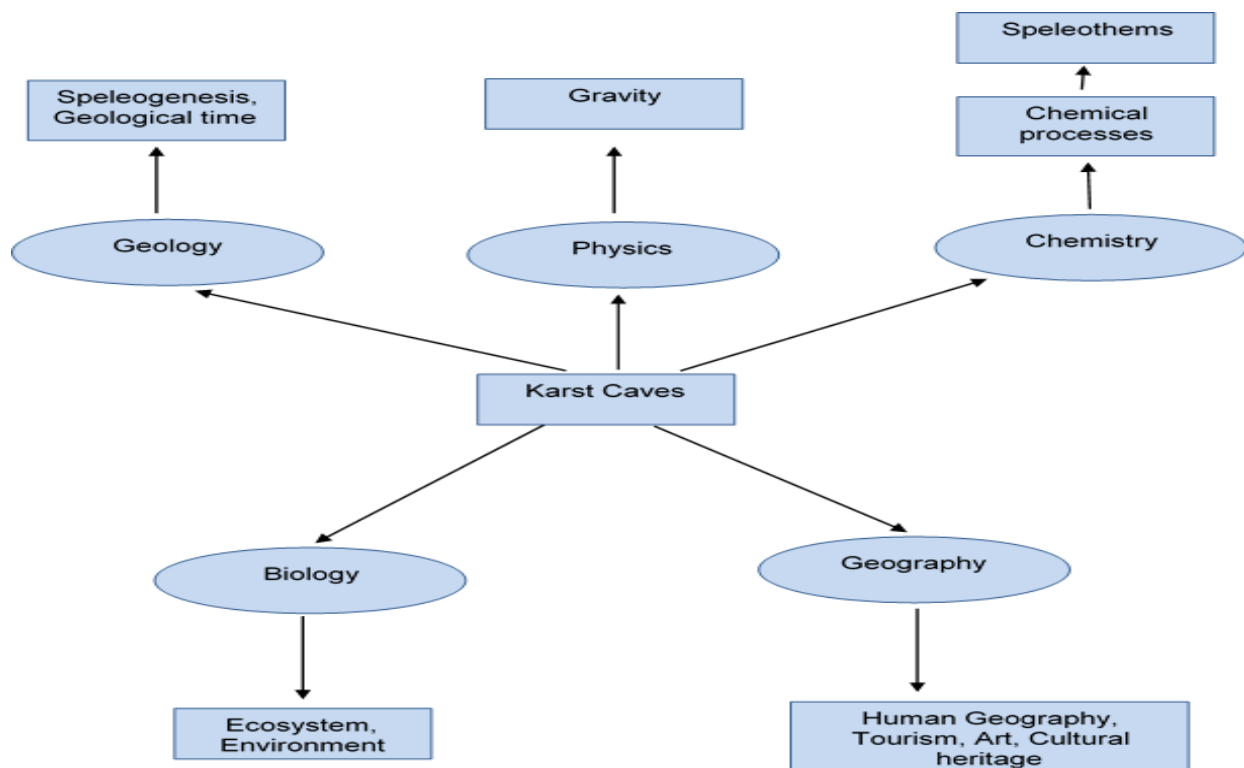 Speleothems
Speleogenesis,
Geological time
Gravity
Chemical
processes
Geology
Physics
Chemistry
Karst Caves
Biology
Geography
Ecosystem,
Environment
Human Geography,
Tourism, Art, Cultural
heritage